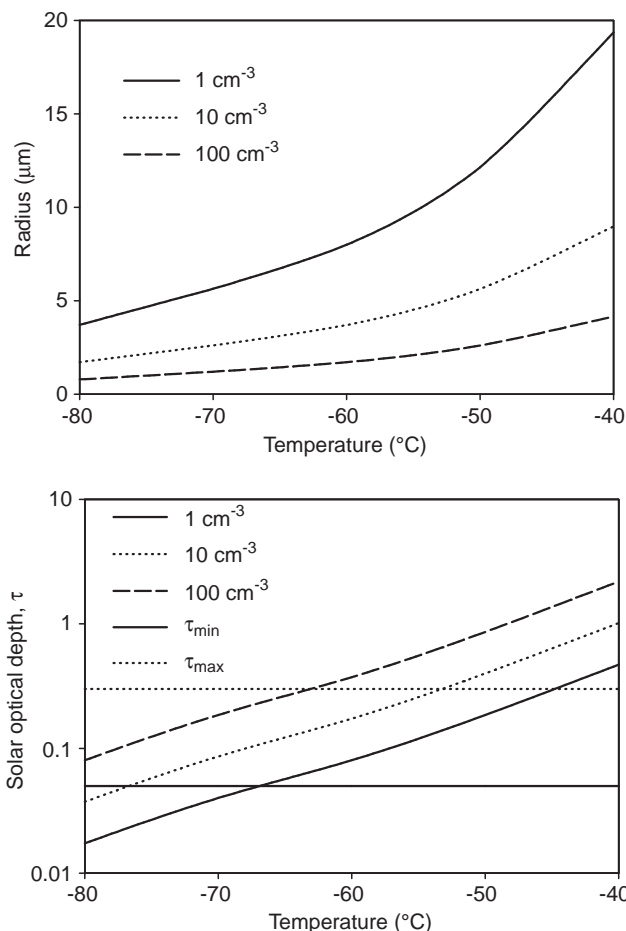 20
15
10
5
0
Radius (μm)
1 cm⁻³
10 cm⁻³
100 cm⁻³
-80
-70
-60
-50
-40
Temperature (°C)
10
1
0.1
0.01
Solar optical depth, τ
1 cm⁻³
10 cm⁻³
100 cm⁻³
τmin
τmax
-80
-70
-60
-50
-40
Temperature (°C)